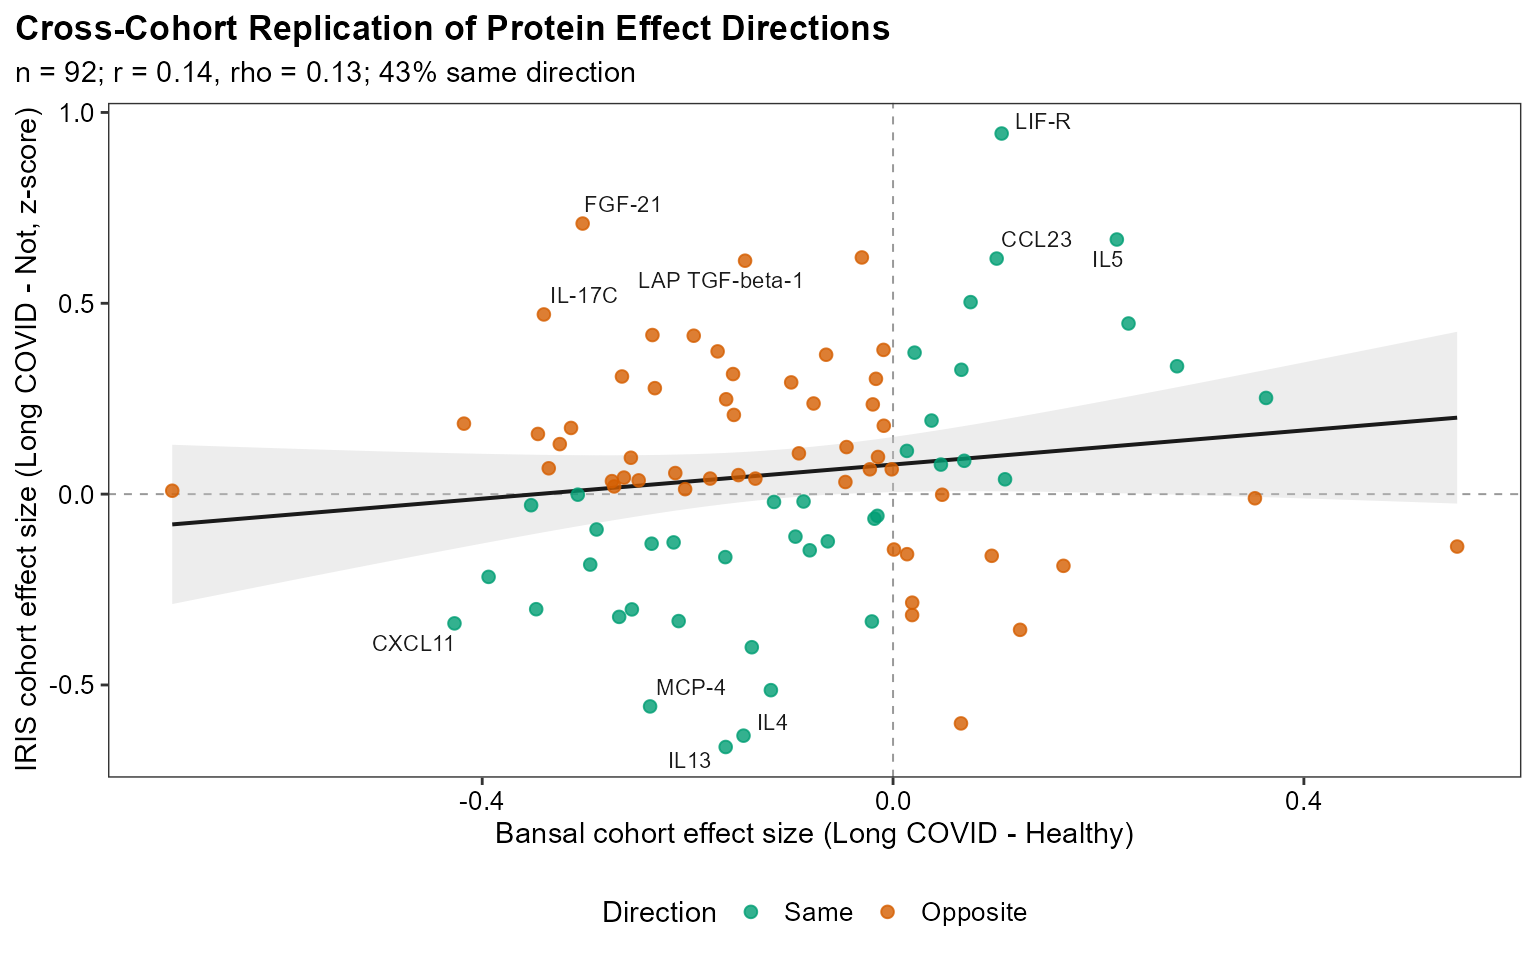 Cross-Cohort Replication of Protein Effect Directions
n = 92; r = 0.14, rho = 0.13; 43% same direction
IRIS cohort effect size (Long COVID - Not, z-score)
1.0
0.5
0.0
-0.5
LIF-R
FGF-21
CCL23
IL5
LAP TGF-beta-1
IL-17C
CXCL11
MCP-4
IL4
IL13
-0.4
0.0
0.4
Bansal cohort effect size (Long COVID - Healthy)
Direction
Same
Opposite